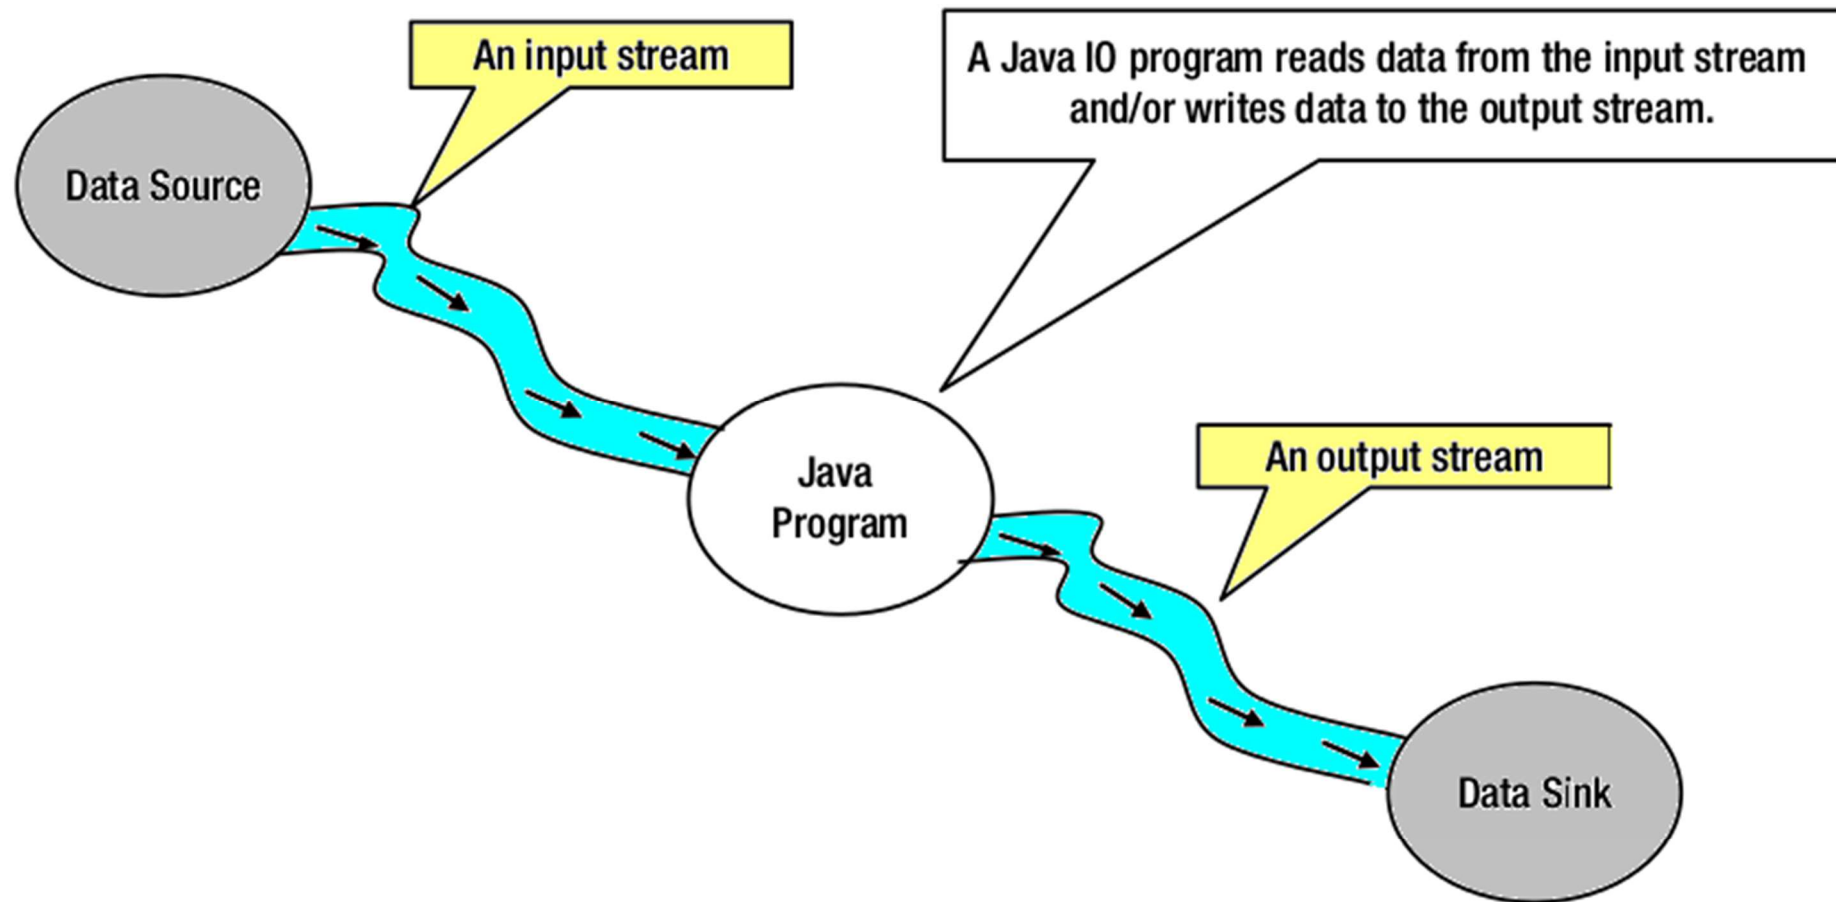 An input stream
A Java IO program reads data from the input stream
and/or writes data to the output stream.
Data Source
Java
Program
An output stream
Data Sink